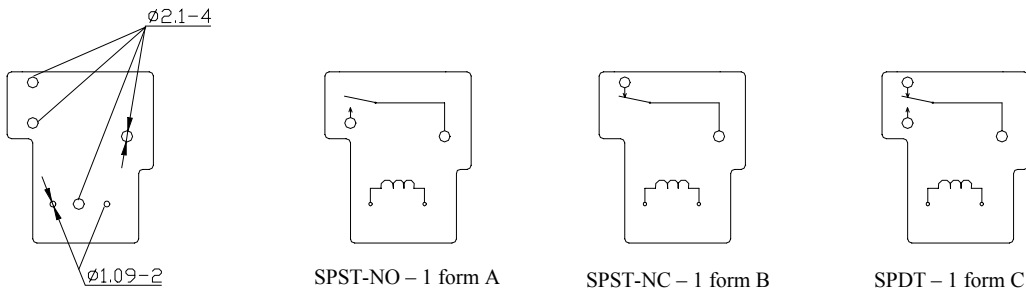 ø2.1-4
ø1.09-2
SPST-NO – 1 form A
SPST-NC – 1 form B
SPDT – 1 form C